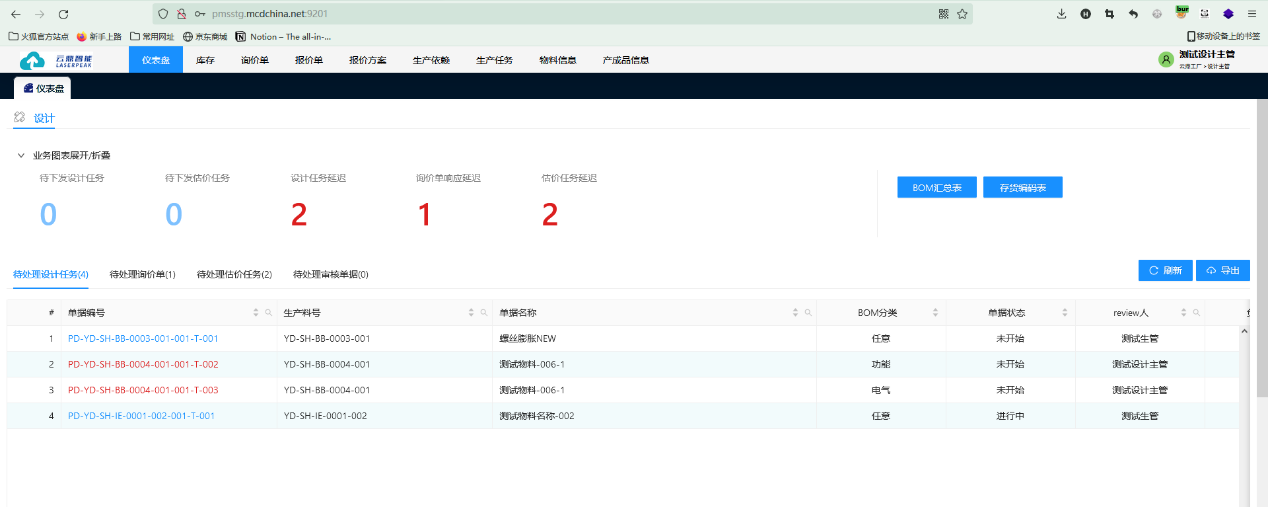 pmsstg.mcdchina.net:9201
火狐官方站点 新手上路 常用网址 京东商城 Notion – The all-in-... 移动设备上的书签
云鼎智能 LASERPEAK 仪表盘 库存 询价单 报价单 报价方案 生产依赖 生产任务 物料信息 产成品信息 测试设计主管
设计主管
仪表盘
设计
业务图表展开/折叠
待下发设计任务 待下发估价任务 设计任务延迟 询价单响应延迟 估价任务延迟
0 0 2 1 2
BOM汇总表 存货编码表
待处理设计任务(4) 待处理询价单(1) 待处理估价任务(2) 待处理审核单据(0) 刷新 导出
# 单据编号 生产料号 单据名称 BOM分类 单据状态 review人
1 PD-YD-SH-BB-0003-001-001-T-001 YD-SH-BB-0003-001 螺丝膨胀NEW 任意 未开始 测试生管
2 PD-YD-SH-BB-0004-001-001-T-002 YD-SH-BB-0004-001 测试物料-006-1 功能 未开始 测试设计主管
3 PD-YD-SH-BB-0004-001-001-T-003 YD-SH-BB-0004-001 测试物料-006-1 电气 未开始 测试设计主管
4 PD-YD-SH-IE-0001-002-001-T-001 YD-SH-IE-0001-002 测试物料名称-002 任意 进行中 测试生管